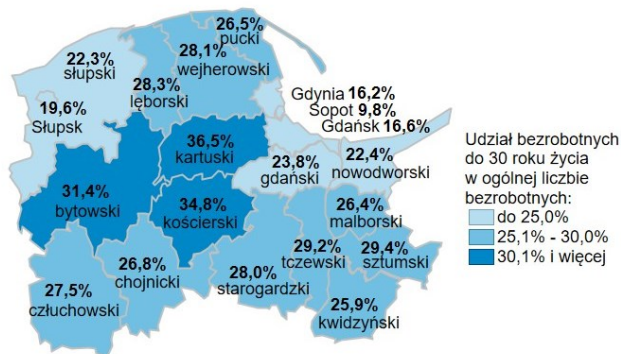 26,5%
pucki
28,1%
wejherowski
22,3%
słupski
28,3%
lęborski
19,6%
Słupsk
Gdynia 16,2%
Sopot 9,8%
Gdańsk 16,6%
36,5%
kartuski
23,8%
gdański
22,4%
nowodworski
31,4%
bytowski
34,8%
kościerski
26,4%
malborski
29,2%
tczewski
29,4%
sztumski
26,8%
chojnicki
28,0%
starogardzki
27,5%
człuchowski
25,9%
kwidzyński
Udział bezrobotnych
do 30 roku życia
w ogólnej liczbie
bezrobotnych:
do 25,0%
25,1% - 30,0%
30,1% i więcej